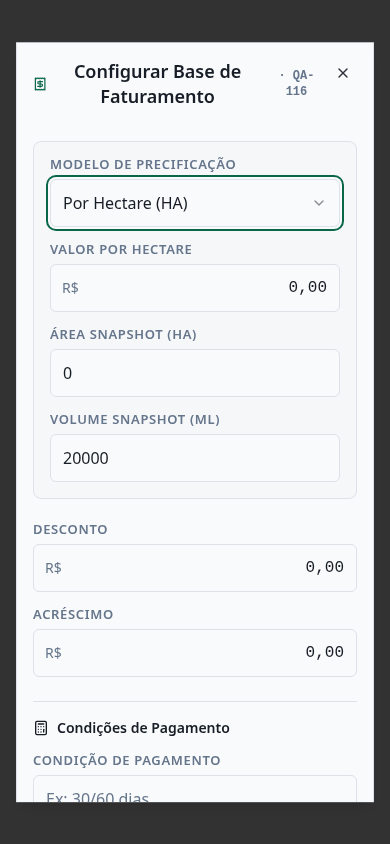 Configurar Base de
Faturamento
· QA-
116
MODELO DE PRECIFICAÇÃO
Por Hectare (HA)
VALOR POR HECTARE
R$ 0,00
ÁREA SNAPSHOT (HA)
0
VOLUME SNAPSHOT (ML)
20000
DESCONTO
R$ 0,00
ACRÉSCIMO
R$ 0,00
Condições de Pagamento
CONDIÇÃO DE PAGAMENTO
Ex: 30/60 dias